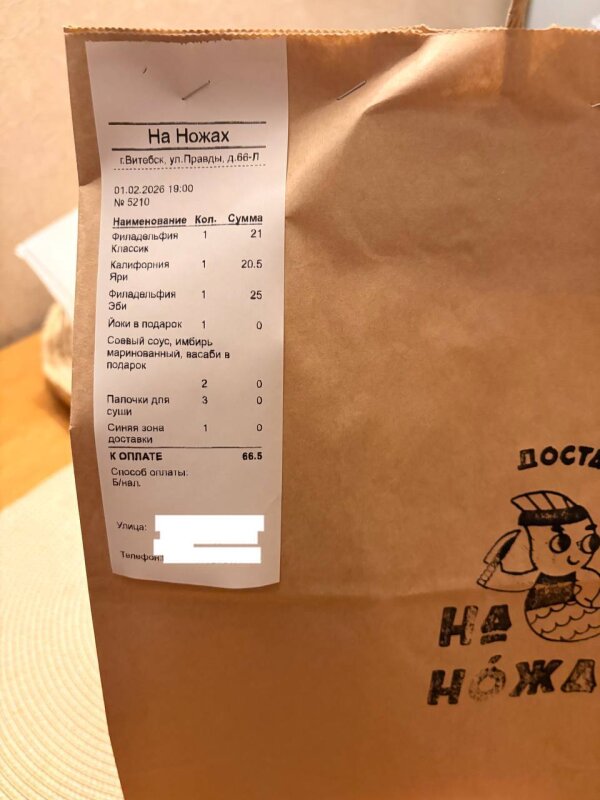 На Ножах
г.Витебск, ул.Правды, д.66-Л
01.02.2026 19:00
№ 5210
Наименование Кол. Сумма
Филадельфия 1 21
Классик
Калифорния 1 20.5
Яри
Филадельфия 1 25
Эби
Йоки в подарок 1 0
Соевый соус, имбирь
маринованный, васаби в
подарок
2 0
Папочки для 3 0
суши
Синяя зона 1 0
доставки
К ОПЛАТЕ 66.5
Способ оплаты:
Б/нал.
Улица:
Телефон:
ДОСТА
НА
НОЖА